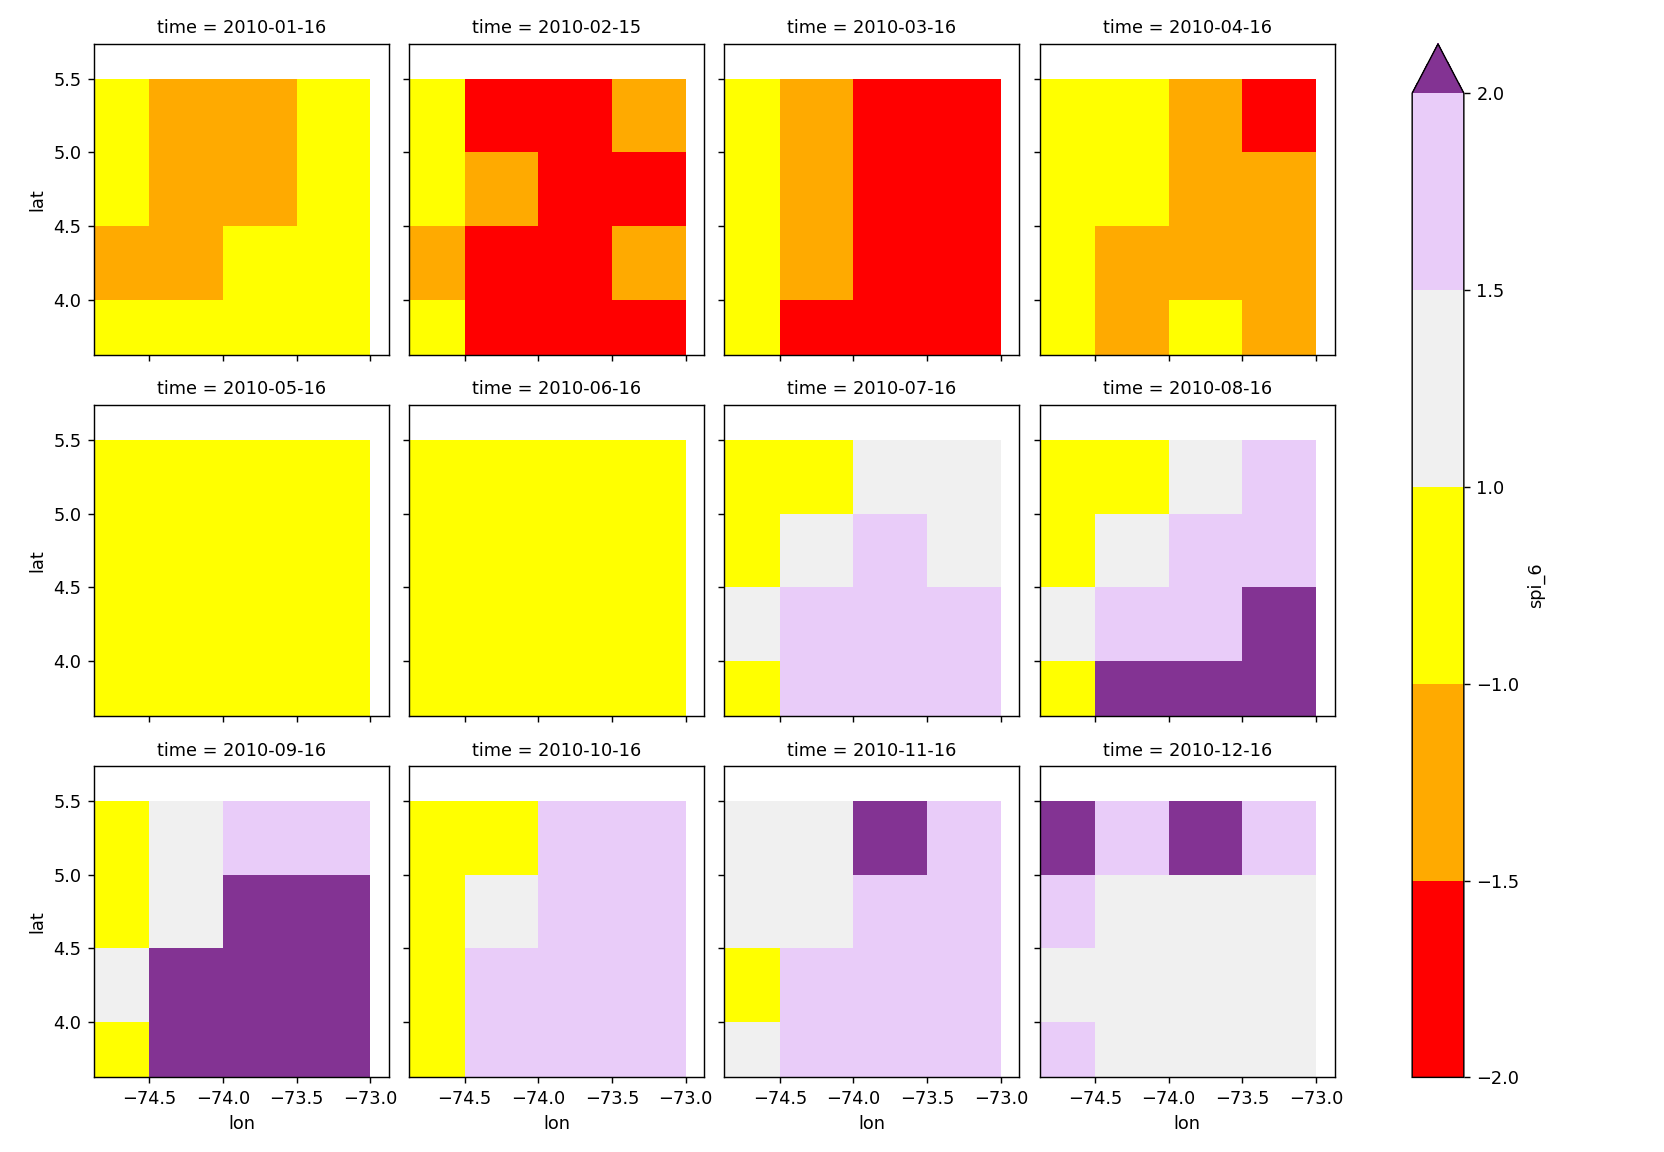 time = 2010-01-16
time = 2010-02-15
time = 2010-03-16
time = 2010-04-16
5.5
5.0
4.5
4.0
lat
time = 2010-05-16
time = 2010-06-16
time = 2010-07-16
time = 2010-08-16
5.5
5.0
4.5
4.0
lat
time = 2010-09-16
time = 2010-10-16
time = 2010-11-16
time = 2010-12-16
5.5
5.0
4.5
4.0
lat
−74.5 −74.0 −73.5 −73.0
lon
−74.5 −74.0 −73.5 −73.0
lon
−74.5 −74.0 −73.5 −73.0
lon
−74.5 −74.0 −73.5 −73.0
lon
2.0
1.5
1.0
−1.0
−1.5
−2.0
spi_6